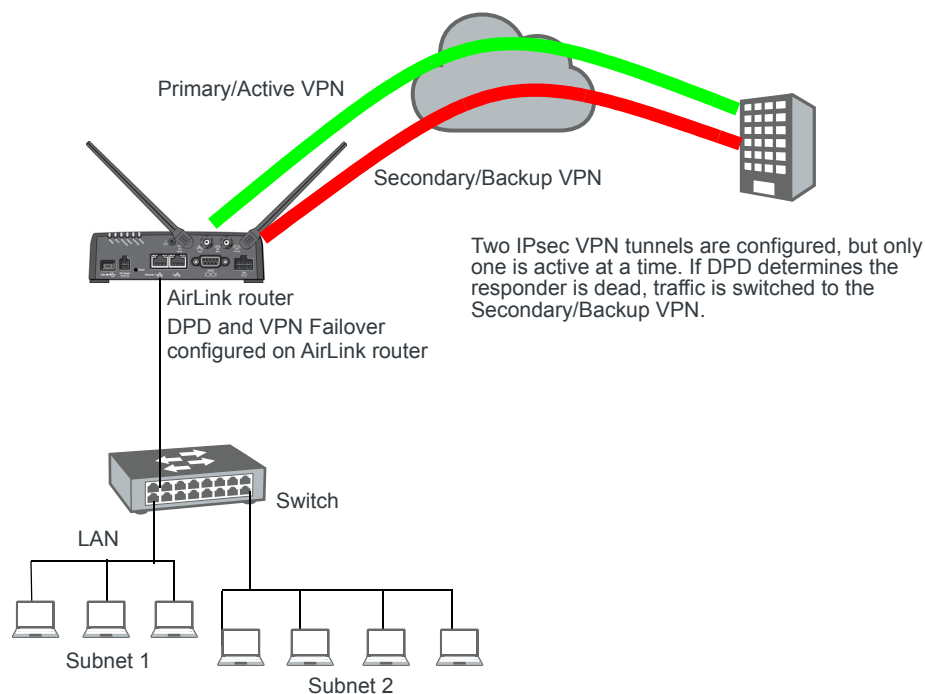 Primary/Active VPN
Secondary/Backup VPN
Two IPsec VPN tunnels are configured, but only
one is active at a time. If DPD determines the
responder is dead, traffic is switched to the
Secondary/Backup VPN.
AirLink router
DPD and VPN Failover
configured on AirLink router
Switch
LAN
Subnet 1
Subnet 2